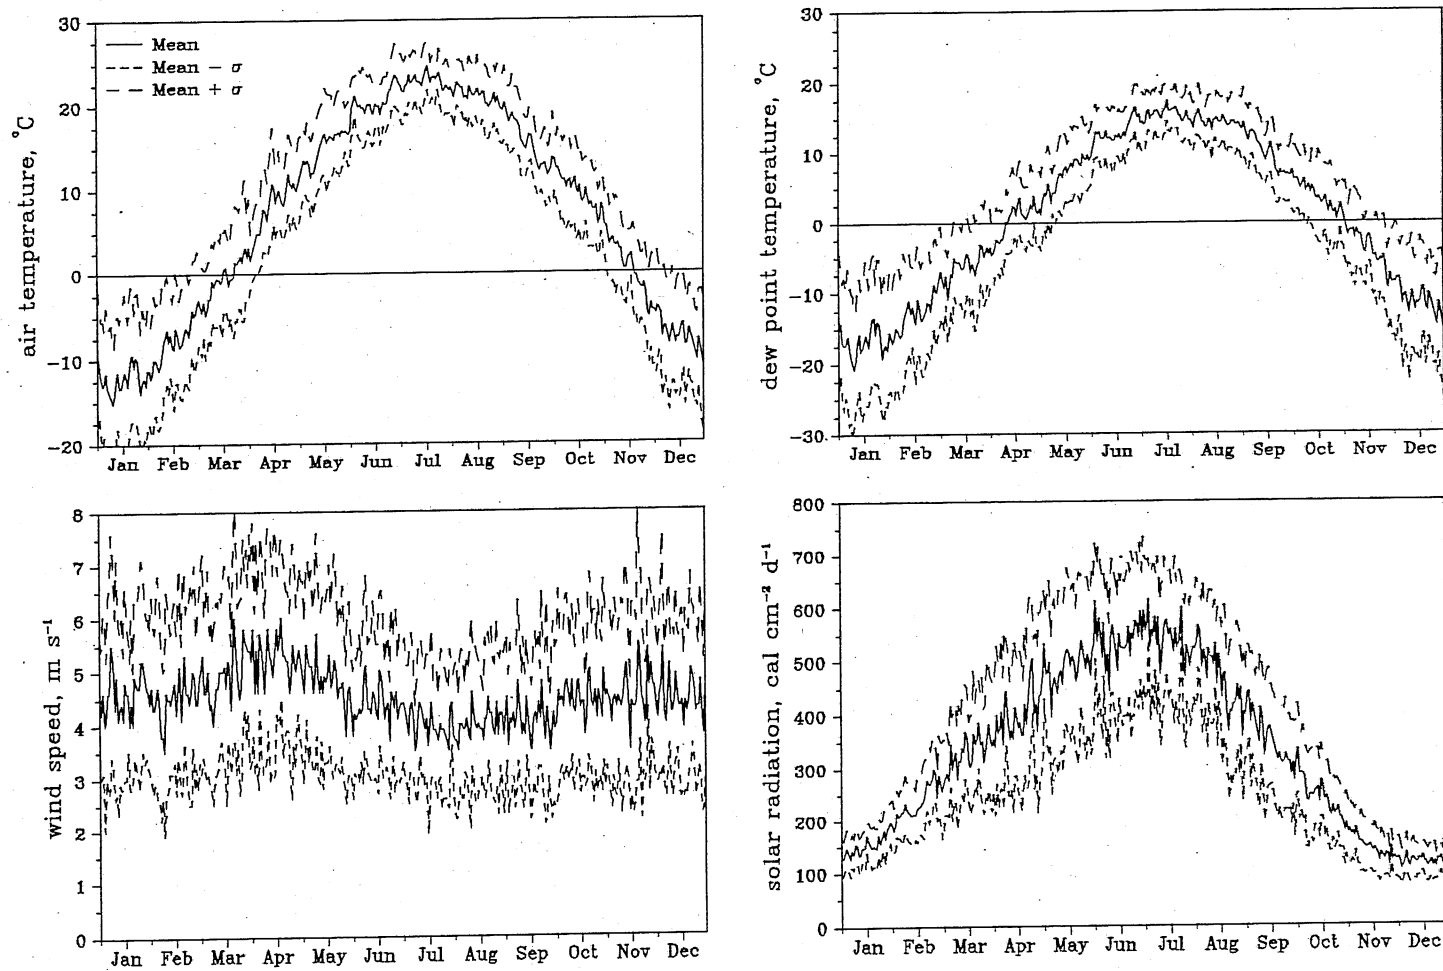 30
20
10
0
-10
-20
air temperature, °C
Mean
Mean - σ
Mean + σ
Jan Feb Mar Apr May Jun Jul Aug Sep Oct Nov Dec
30
20
10
0
-10
-20
-30
dew point temperature, °C
Jan Feb Mar Apr May Jun Jul Aug Sep Oct Nov Dec
8
7
6
5
4
3
2
1
0
wind speed, m s⁻¹
Jan Feb Mar Apr May Jun Jul Aug Sep Oct Nov Dec
800
700
600
500
400
300
200
100
0
solar radiation, cal cm⁻² d⁻¹
Jan Feb Mar Apr May Jun Jul Aug Sep Oct Nov Dec